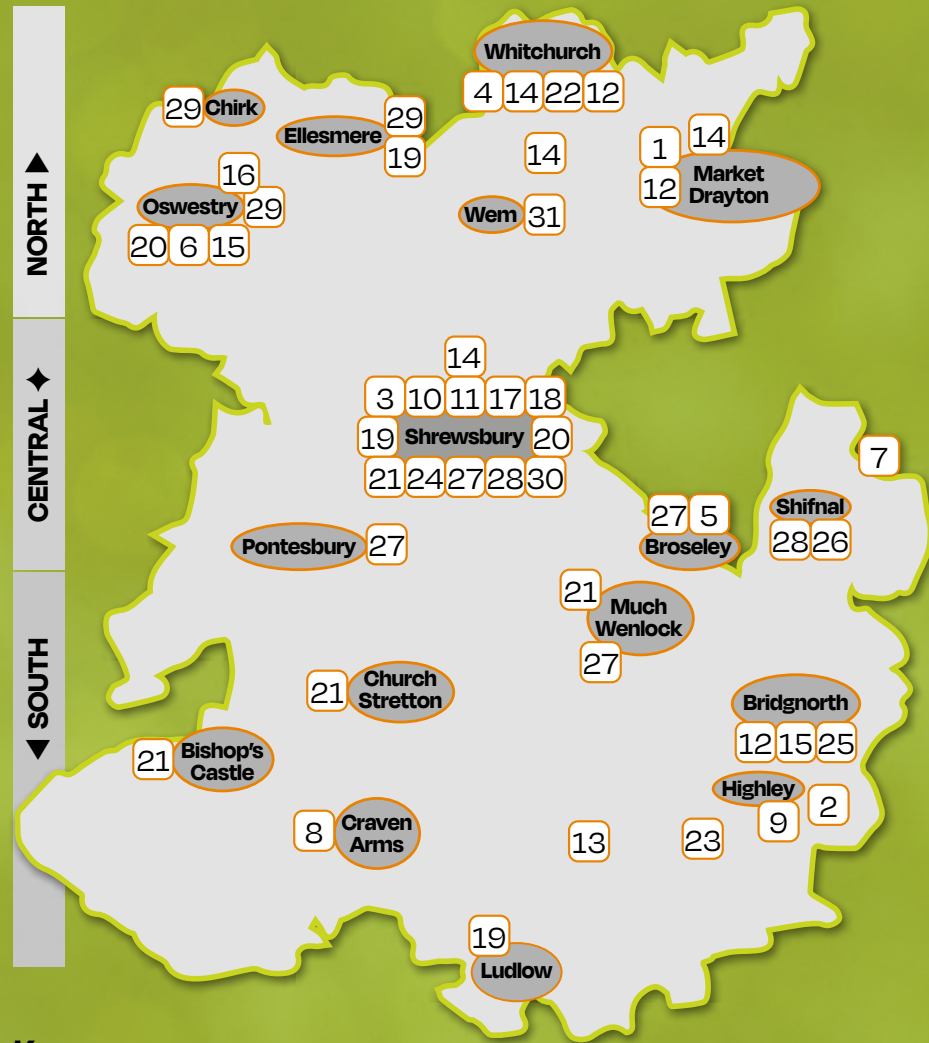 Whitchurch
4 14 22 12
29 Chirk
Ellesmere 29
19
14
1 14
12 Market
Drayton
16
Oswestry 29
20 6 15
Wem 31
NORTH
14
3 10 11 17 18
19 Shrewsbury 20
21 24 27 28 30
CENTRAL
7
Shifnal
28 26
27 5
Broseley
Pontesbury 27
21
Much
Wenlock
27
SOUTH
21 Church
Stretton
Bridgnorth
12 15 25
21 Bishop's
Castle
Highley
9 2
8 Craven
Arms
13
23
19
Ludlow